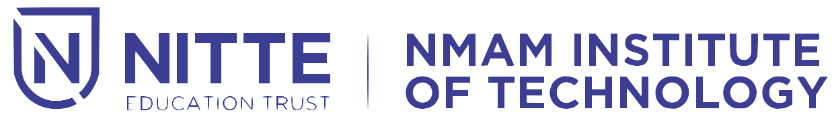 N NITTE
EDUCATION TRUST
NMAM INSTITUTE
OF TECHNOLOGY